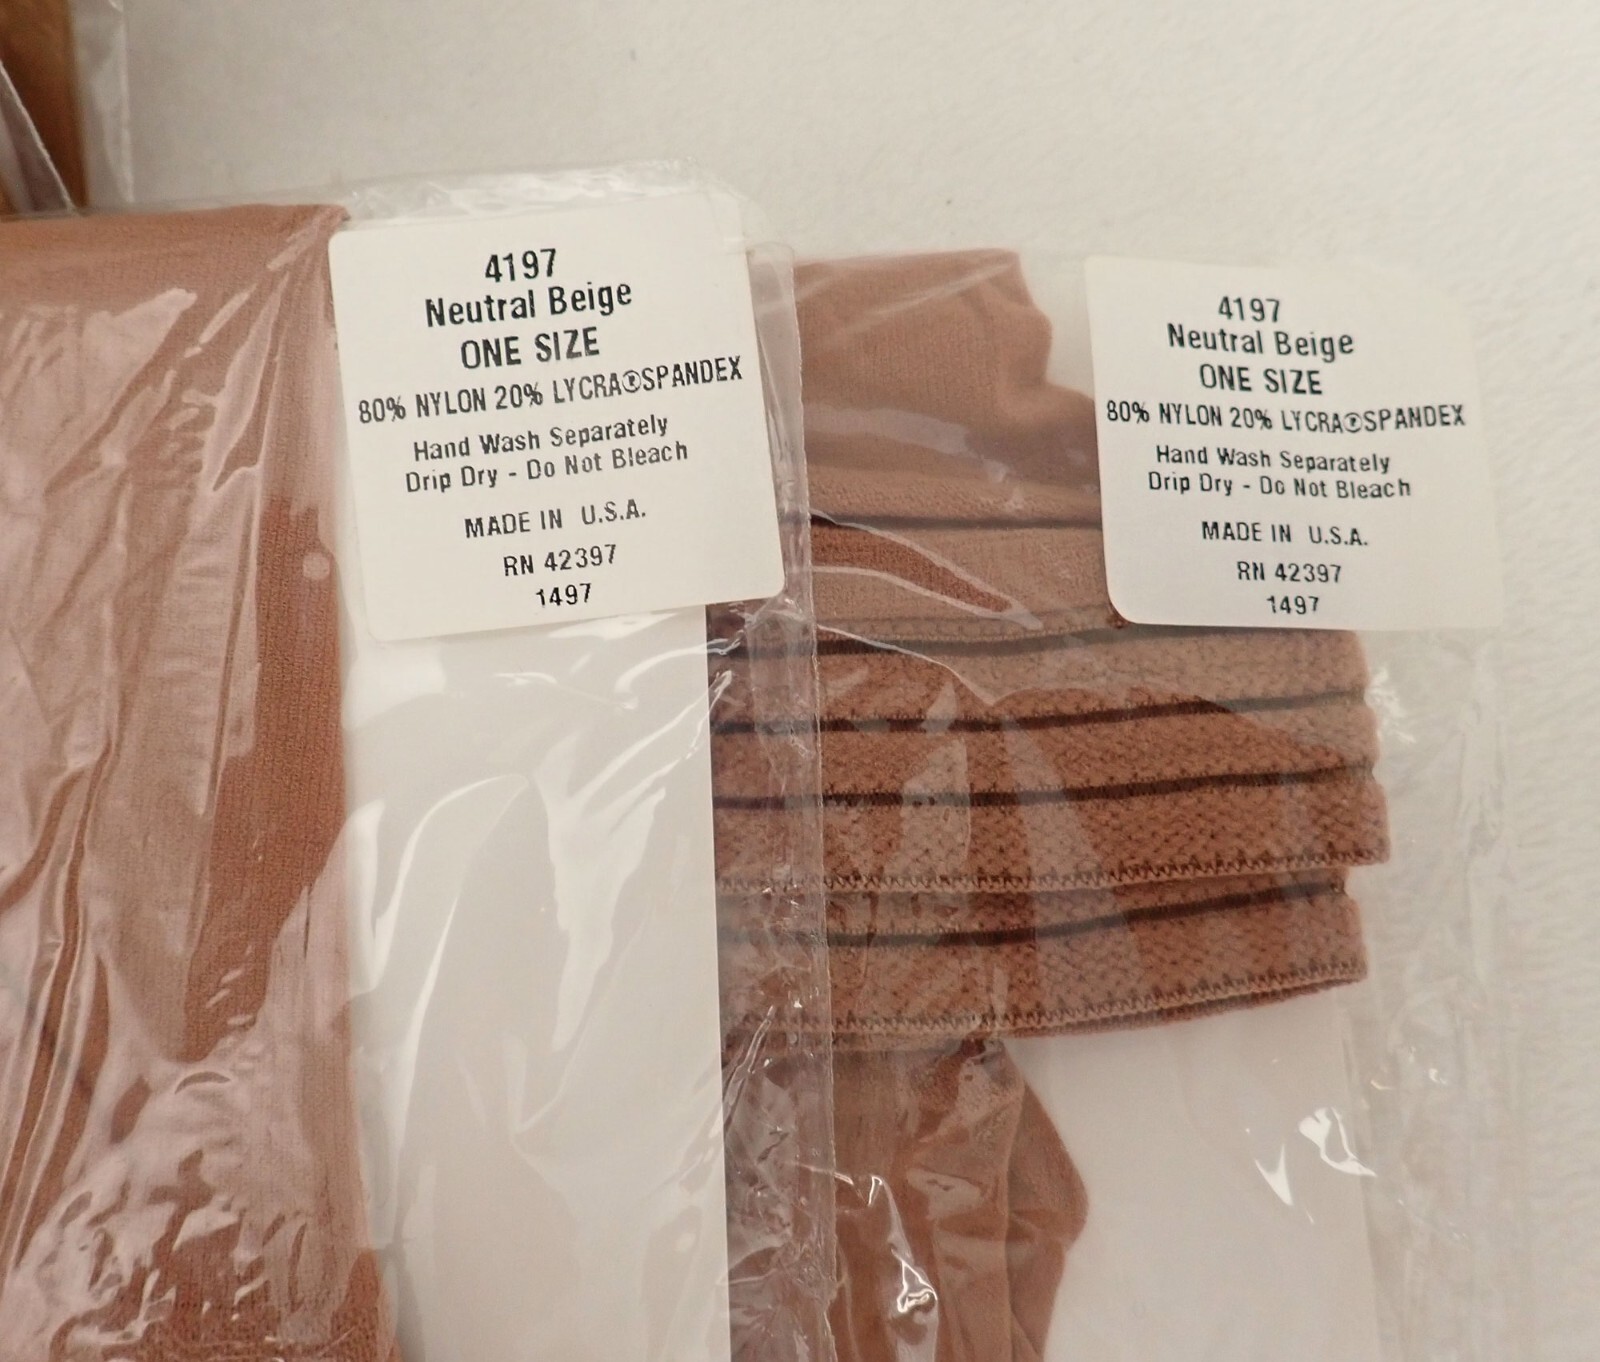 4197
Neutral Beige
ONE SIZE
80% NYLON 20% LYCRA®SPANDEX
Hand Wash Separately
Drip Dry - Do Not Bleach
MADE IN U.S.A.
RN 42397
1497
4197
Neutral Beige
ONE SIZE
80% NYLON 20% LYCRA®SPANDEX
Hand Wash Separately
Drip Dry - Do Not Bleach
MADE IN U.S.A.
RN 42397
1497